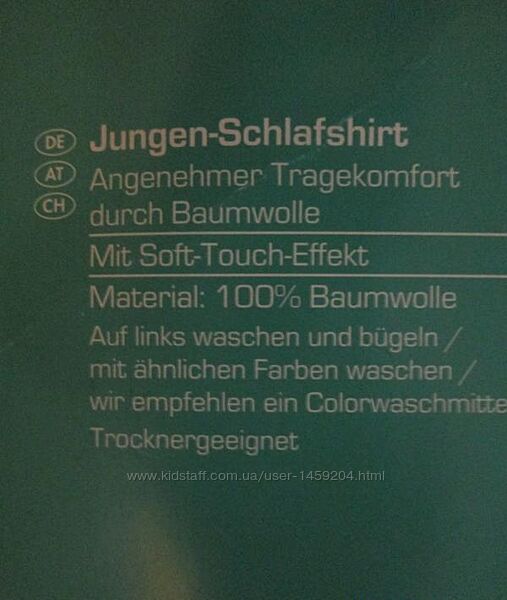 DE Jungen-Schlafshirt
AT Angenehmer Tragekomfort
CH durch Baumwolle
Mit Soft-Touch-Effekt
Material: 100% Baumwolle
Auf links waschen und bügeln /
mit ähnlichen Farben waschen /
wir empfehlen ein Colorwaschmitte
Trocknergeeignet
www.kidstaff.com.ua/user-1459204.html